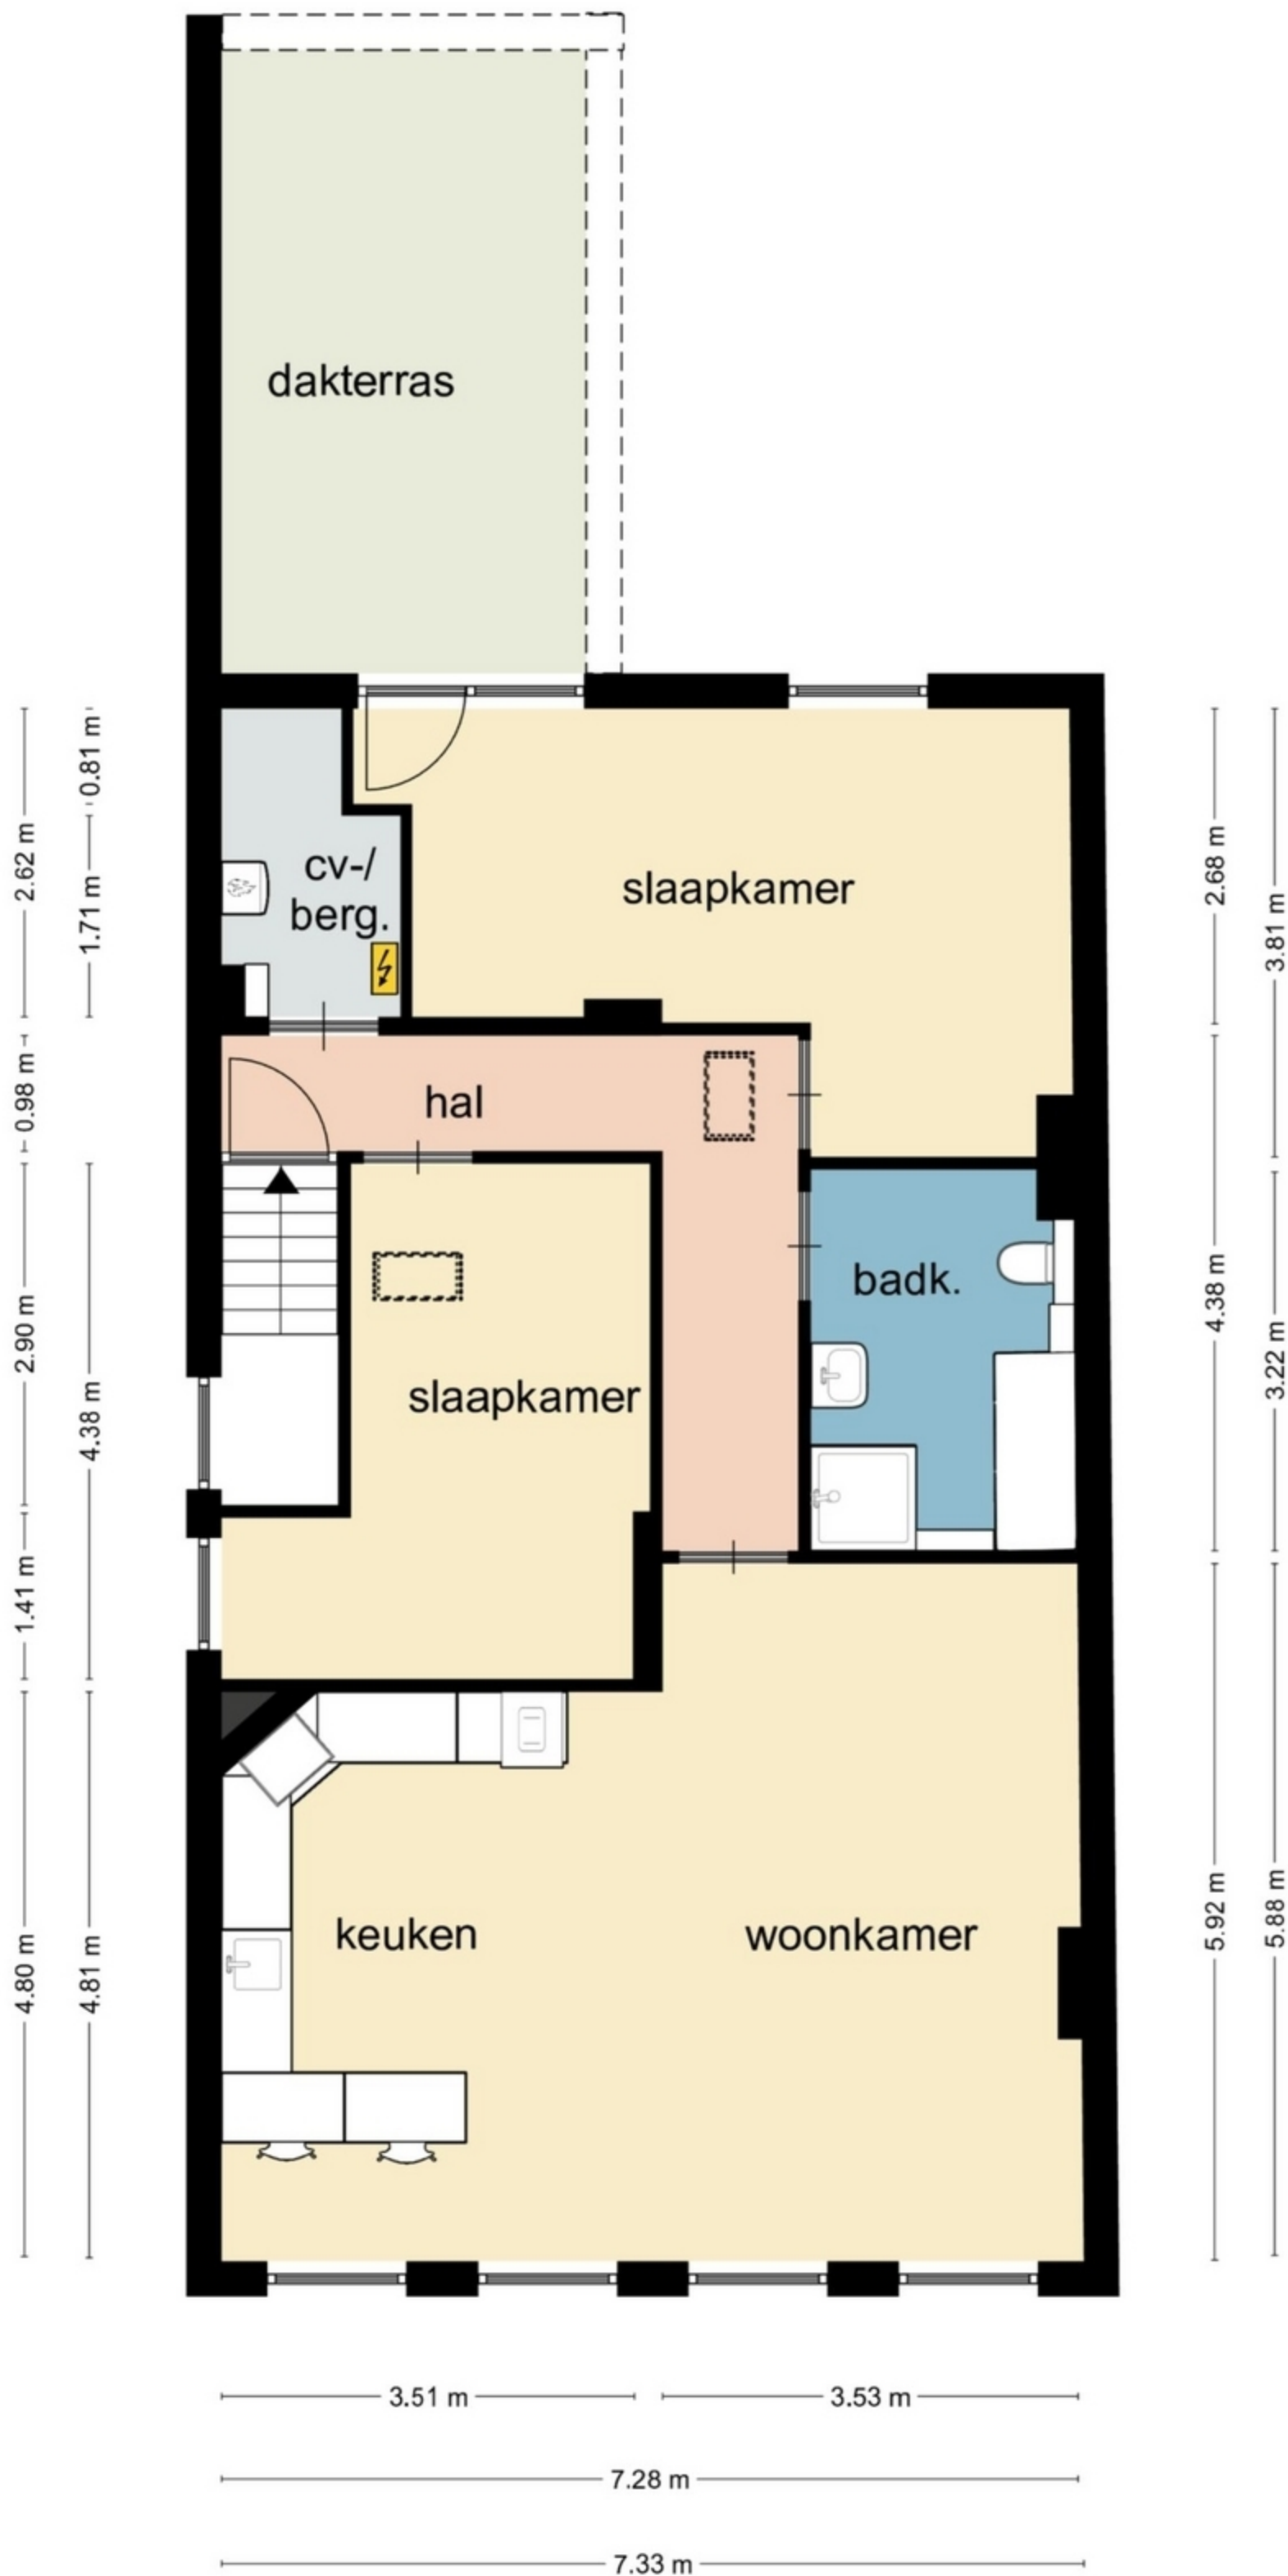 dakterras
0.81 m
2.62 m
1.71 m
cv-/
berg.
slaapkamer
2.68 m
3.81 m
0.98 m
hal
badk.
4.38 m
2.90 m
3.22 m
4.38 m
slaapkamer
1.41 m
keuken
woonkamer
5.92 m
5.88 m
4.80 m
4.81 m
3.51 m
3.53 m
7.28 m
7.33 m